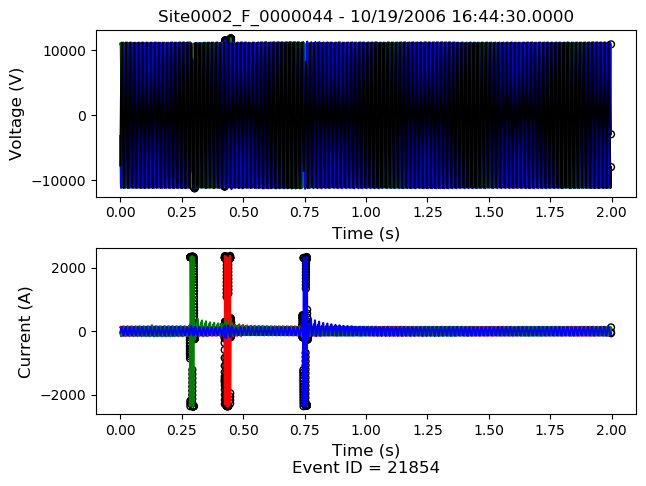 Site0002_F_0000044 - 10/19/2006 16:44:30.0000
Voltage (V)
10000
0
−10000
0.00 0.25 0.50 0.75 1.00 1.25 1.50 1.75 2.00
Time (s)
Current (A)
2000
0
−2000
0.00 0.25 0.50 0.75 1.00 1.25 1.50 1.75 2.00
Time (s)
Event ID = 21854